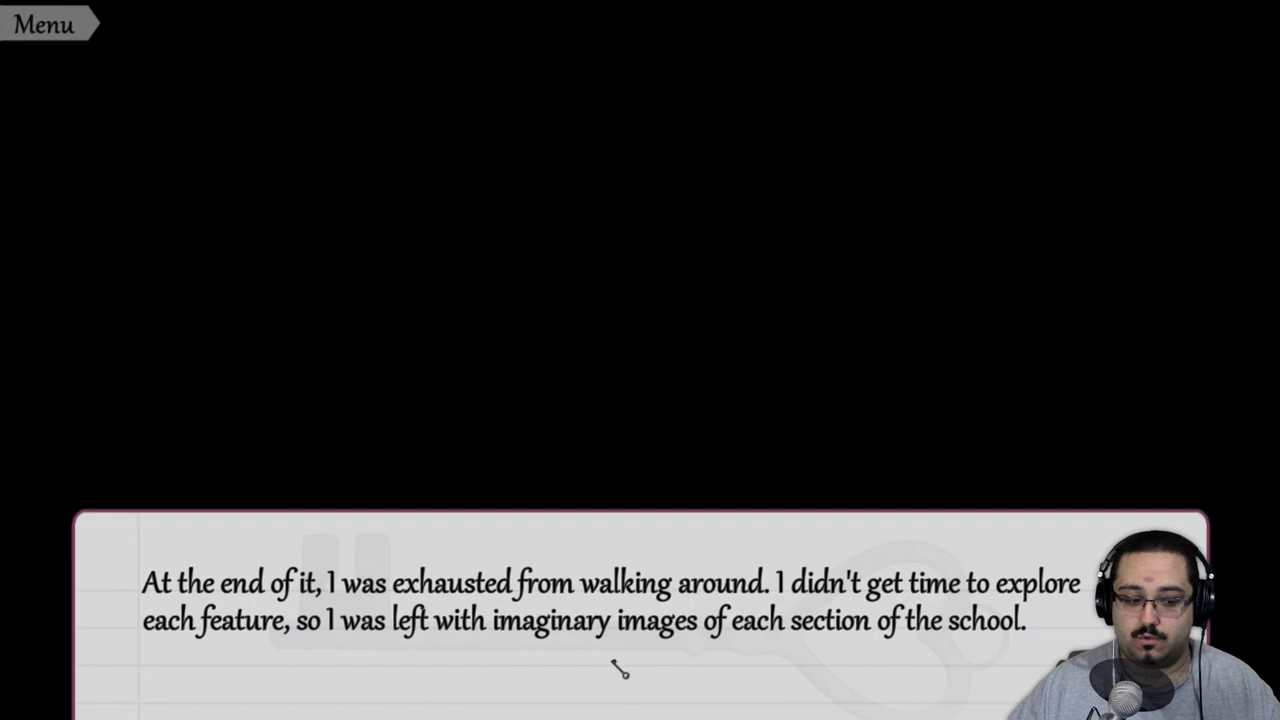 Menu
At the end of it, I was exhausted from walking around. I didn't get time to explore
each feature, so I was left with imaginary images of each section of the school.